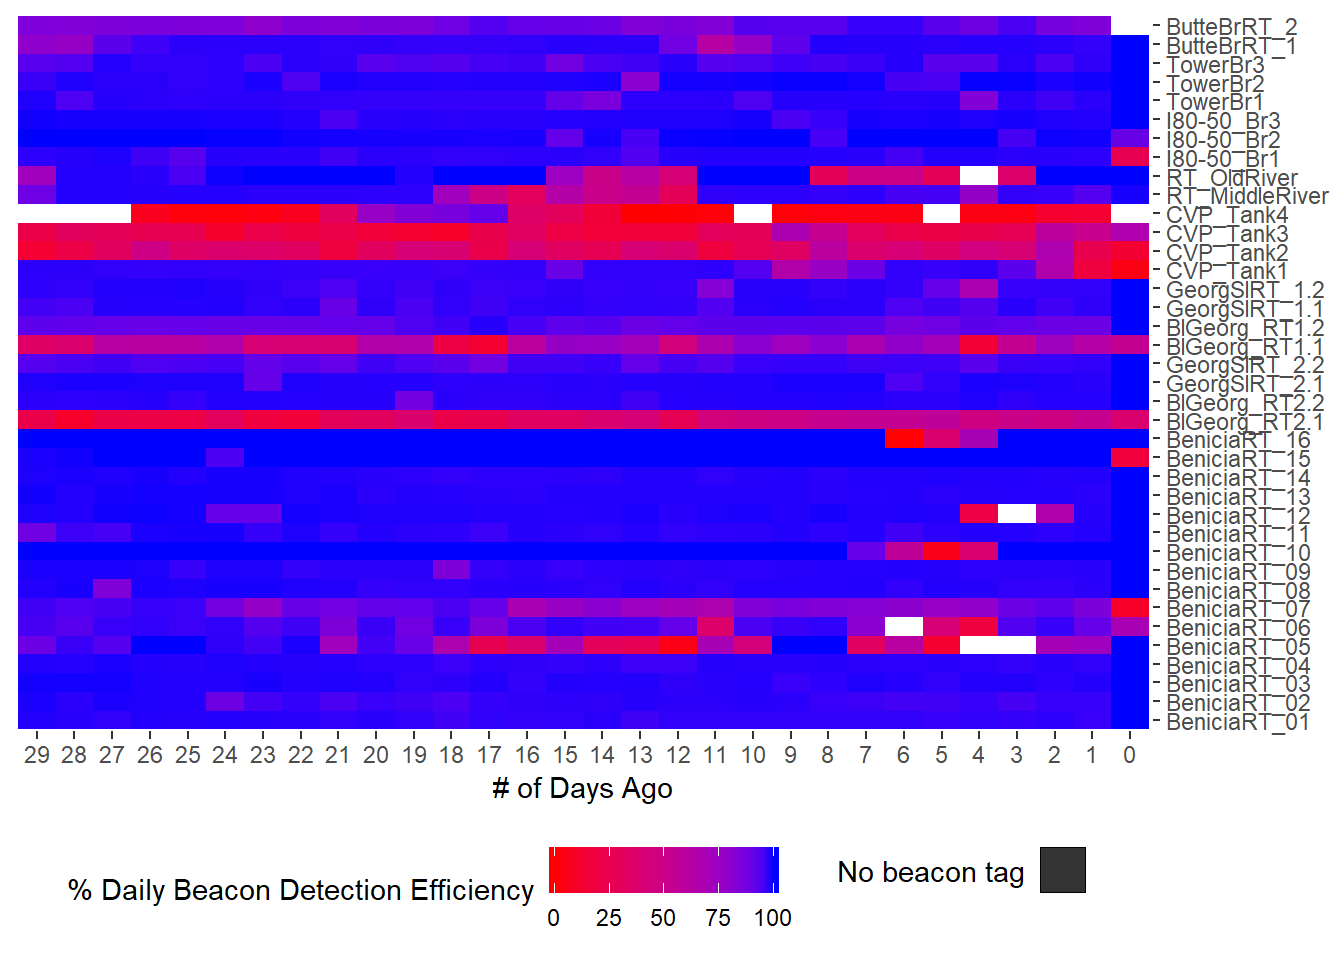 ButteBrRT_2
ButteBrRT_1
TowerBr3
TowerBr2
TowerBr1
I80-50_Br3
I80-50_Br2
I80-50_Br1
RT_OldRiver
RT_MiddleRiver
CVP_Tank4
CVP_Tank3
CVP_Tank2
CVP_Tank1
GeorgSlRT_1.2
GeorgSlRT_1.1
BlGeorg_RT1.2
BlGeorg_RT1.1
GeorgSlRT_2.2
GeorgSlRT_2.1
BlGeorg_RT2.2
BlGeorg_RT2.1
BeniciaRT_16
BeniciaRT_15
BeniciaRT_14
BeniciaRT_13
BeniciaRT_12
BeniciaRT_11
BeniciaRT_10
BeniciaRT_09
BeniciaRT_08
BeniciaRT_07
BeniciaRT_06
BeniciaRT_05
BeniciaRT_04
BeniciaRT_03
BeniciaRT_02
BeniciaRT_01
29 28 27 26 25 24 23 22 21 20 19 18 17 16 15 14 13 12 11 10 9 8 7 6 5 4 3 2 1 0
# of Days Ago
% Daily Beacon Detection Efficiency
0 25 50 75 100
No beacon tag